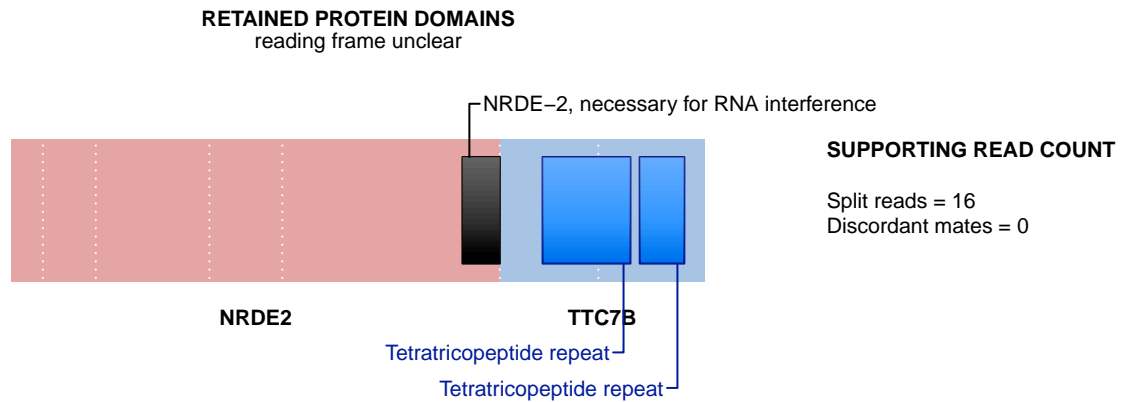 RETAINED PROTEIN DOMAINS
reading frame unclear
NRDE−2, necessary for RNA interference
SUPPORTING READ COUNT
Split reads = 16
Discordant mates = 0
NRDE2
TTC7B
Tetratricopeptide repeat
Tetratricopeptide repeat